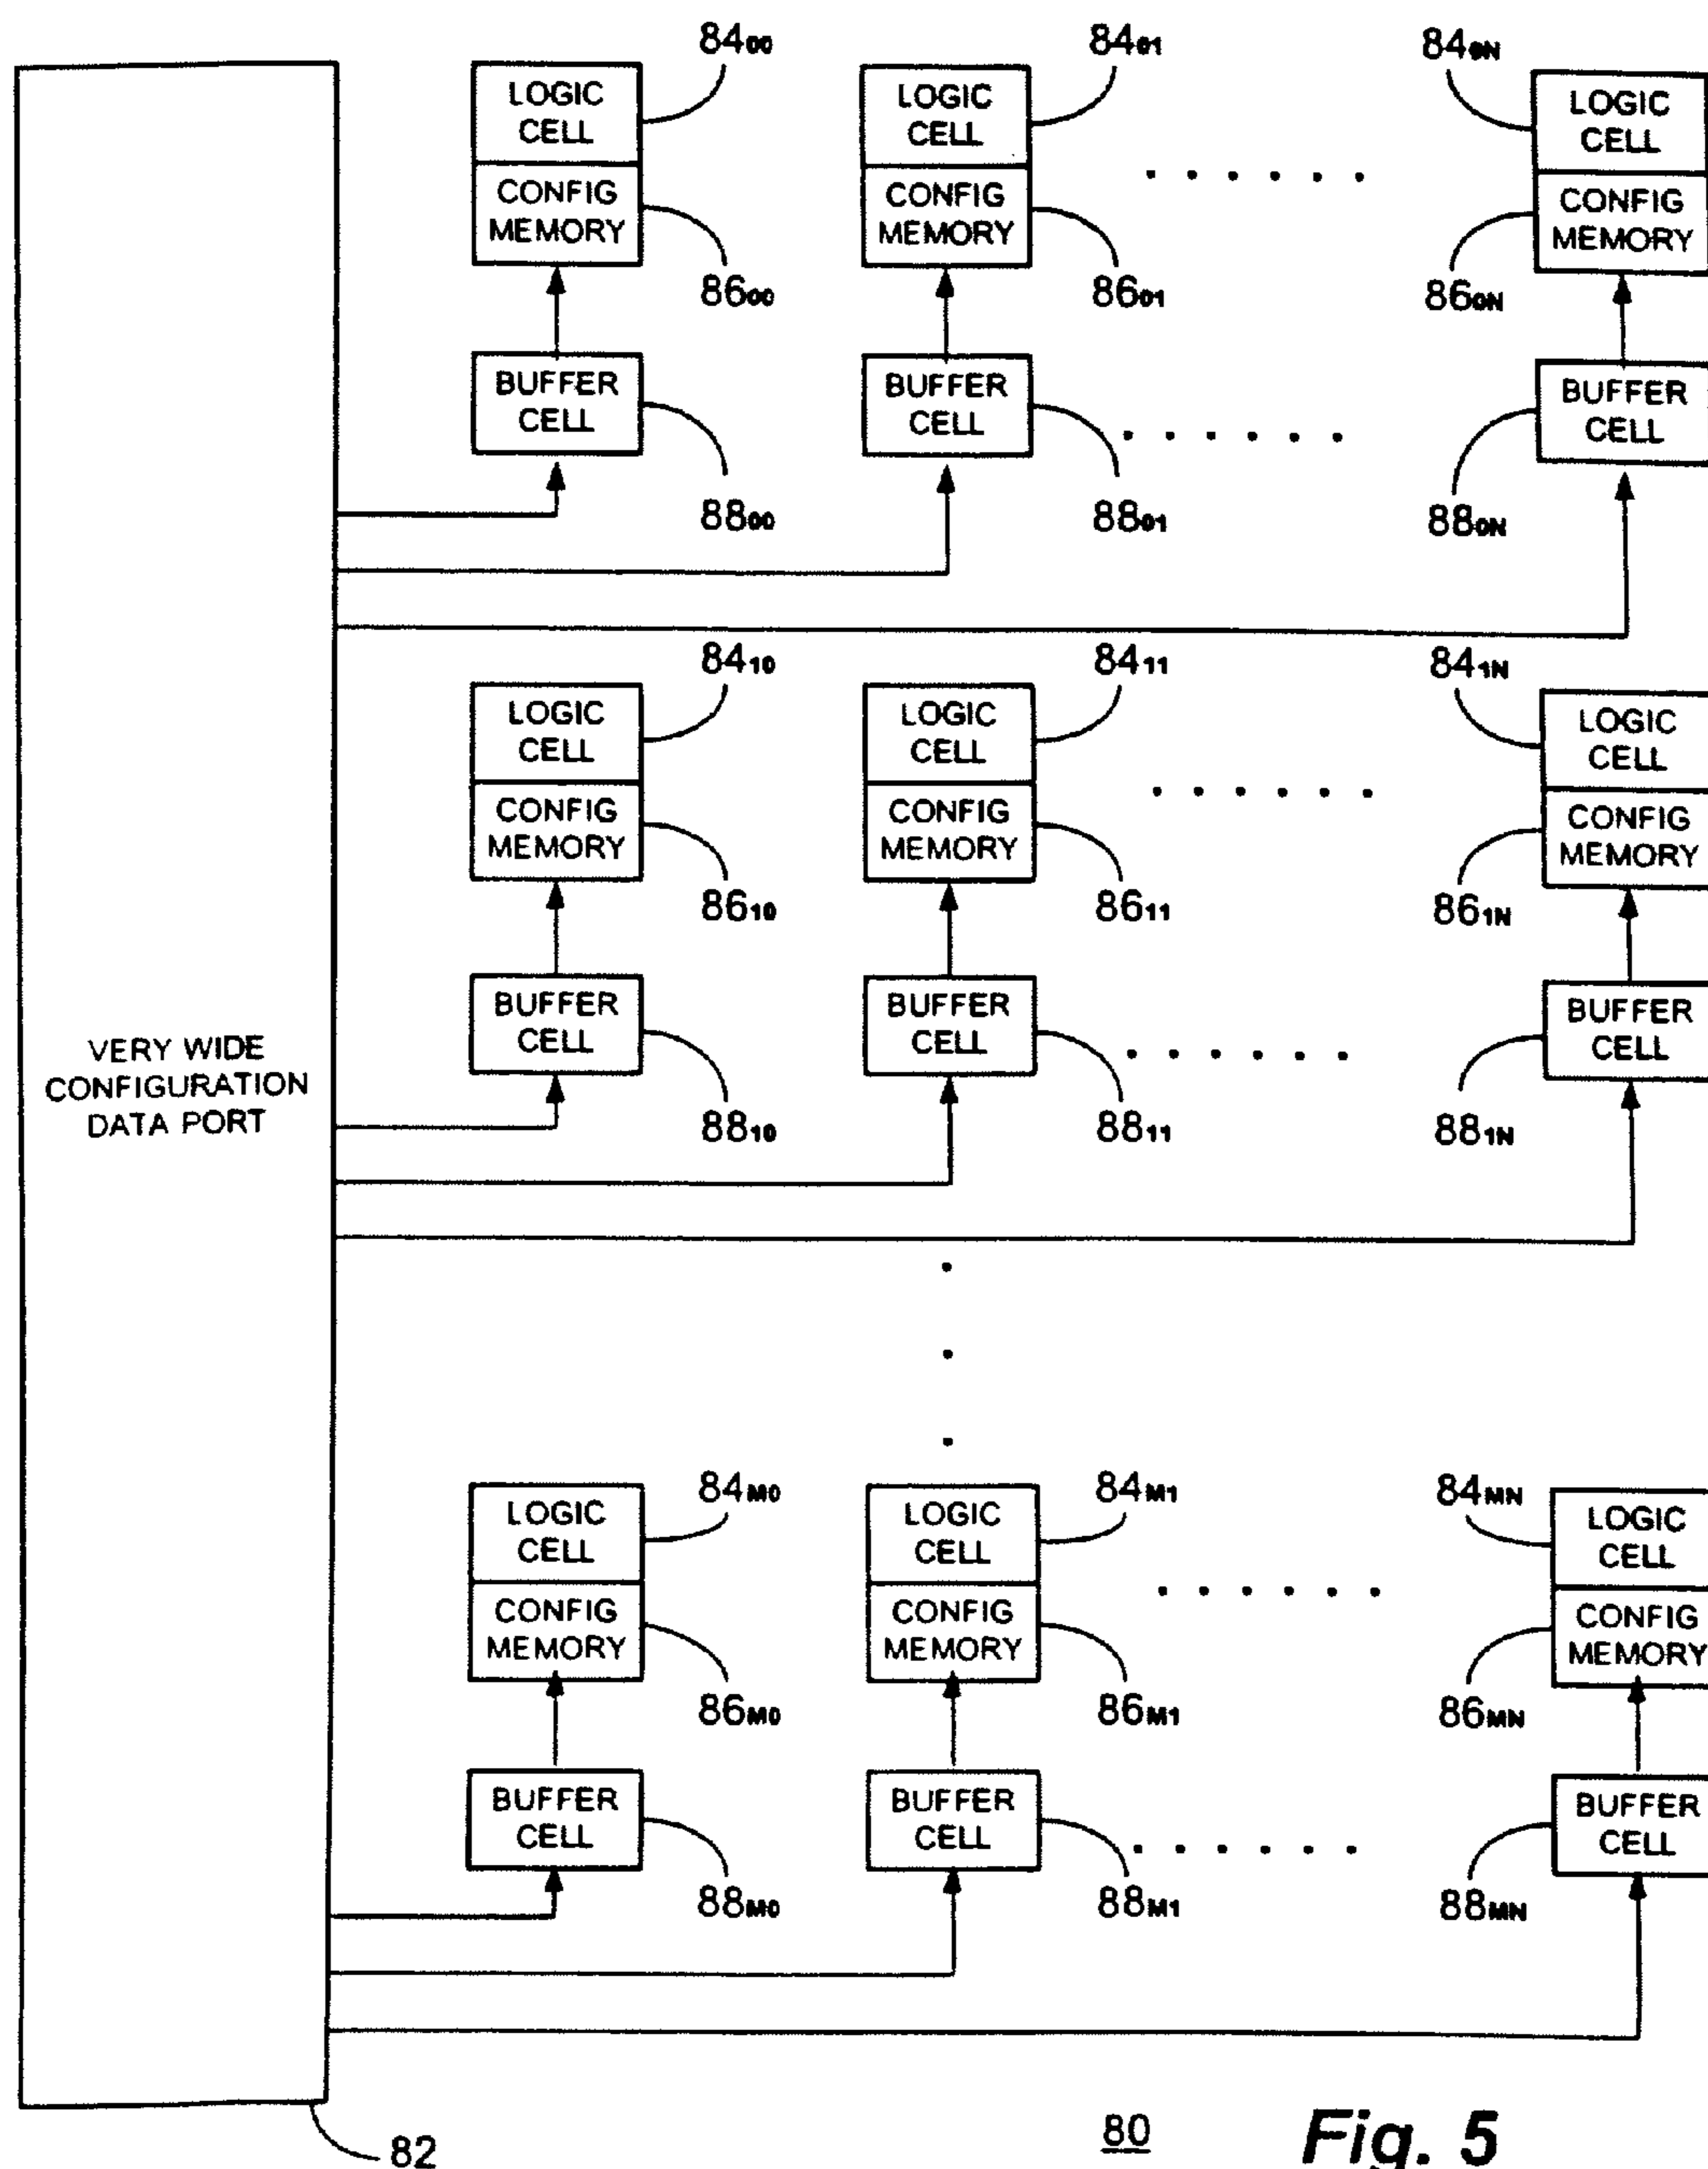 84₀₀ 84₀₁ 84₀N
LOGIC CELL LOGIC CELL LOGIC CELL
CONFIG MEMORY CONFIG MEMORY CONFIG MEMORY
86₀₀ 86₀₁ 86₀N
BUFFER CELL BUFFER CELL BUFFER CELL
88₀₀ 88₀₁ 88₀N
84₁₀ 84₁₁ 84₁N
LOGIC CELL LOGIC CELL LOGIC CELL
CONFIG MEMORY CONFIG MEMORY CONFIG MEMORY
86₁₀ 86₁₁ 86₁N
BUFFER CELL BUFFER CELL BUFFER CELL
88₁₀ 88₁₁ 88₁N
VERY WIDE
CONFIGURATION
DATA PORT
84M₀ 84M₁ 84MN
LOGIC CELL LOGIC CELL LOGIC CELL
CONFIG MEMORY CONFIG MEMORY CONFIG MEMORY
86M₀ 86M₁ 86MN
BUFFER CELL BUFFER CELL BUFFER CELL
88M₀ 88M₁ 88MN
82
80 Fig. 5